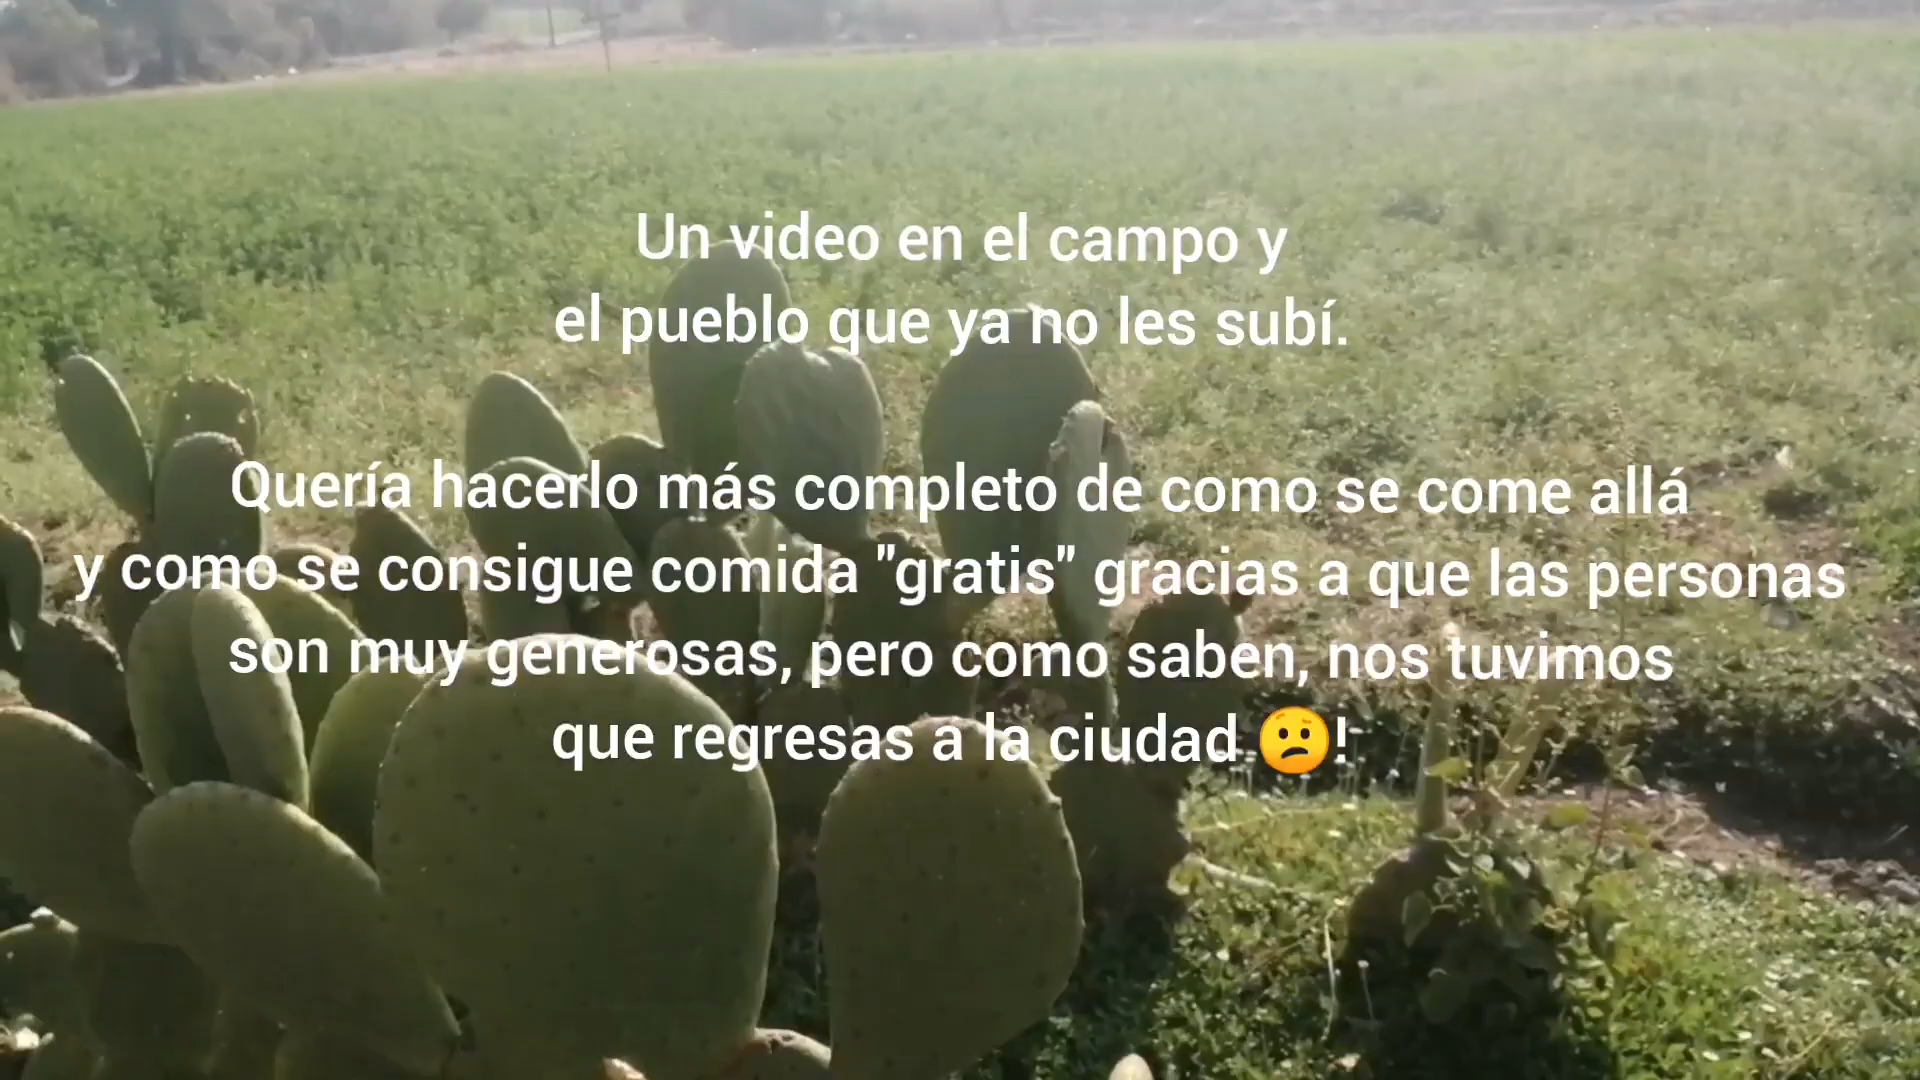 Un video en el campo y
el pueblo que ya no les subí.
Quería hacerlo más completo de como se come allá
y como se consigue comida "gratis" gracias a que las personas
son muy generosas, pero como saben, nos tuvimos
que regresas a la ciudad 😕!